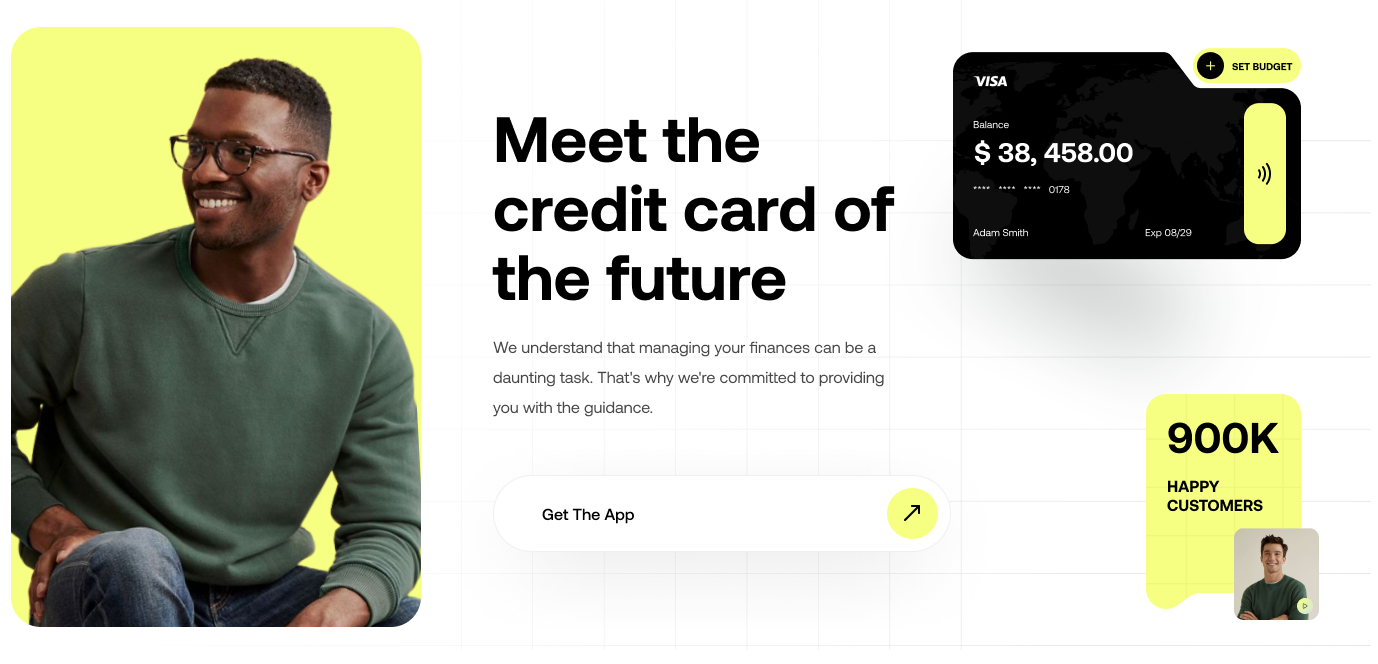 Meet the
credit card of
the future
We understand that managing your finances can be a
daunting task. That's why we're committed to providing
you with the guidance.
Get The App
VISA
SET BUDGET
Balance
$ 38, 458.00
**** **** **** 0178
Adam Smith
Exp 08/29
900K
HAPPY
CUSTOMERS